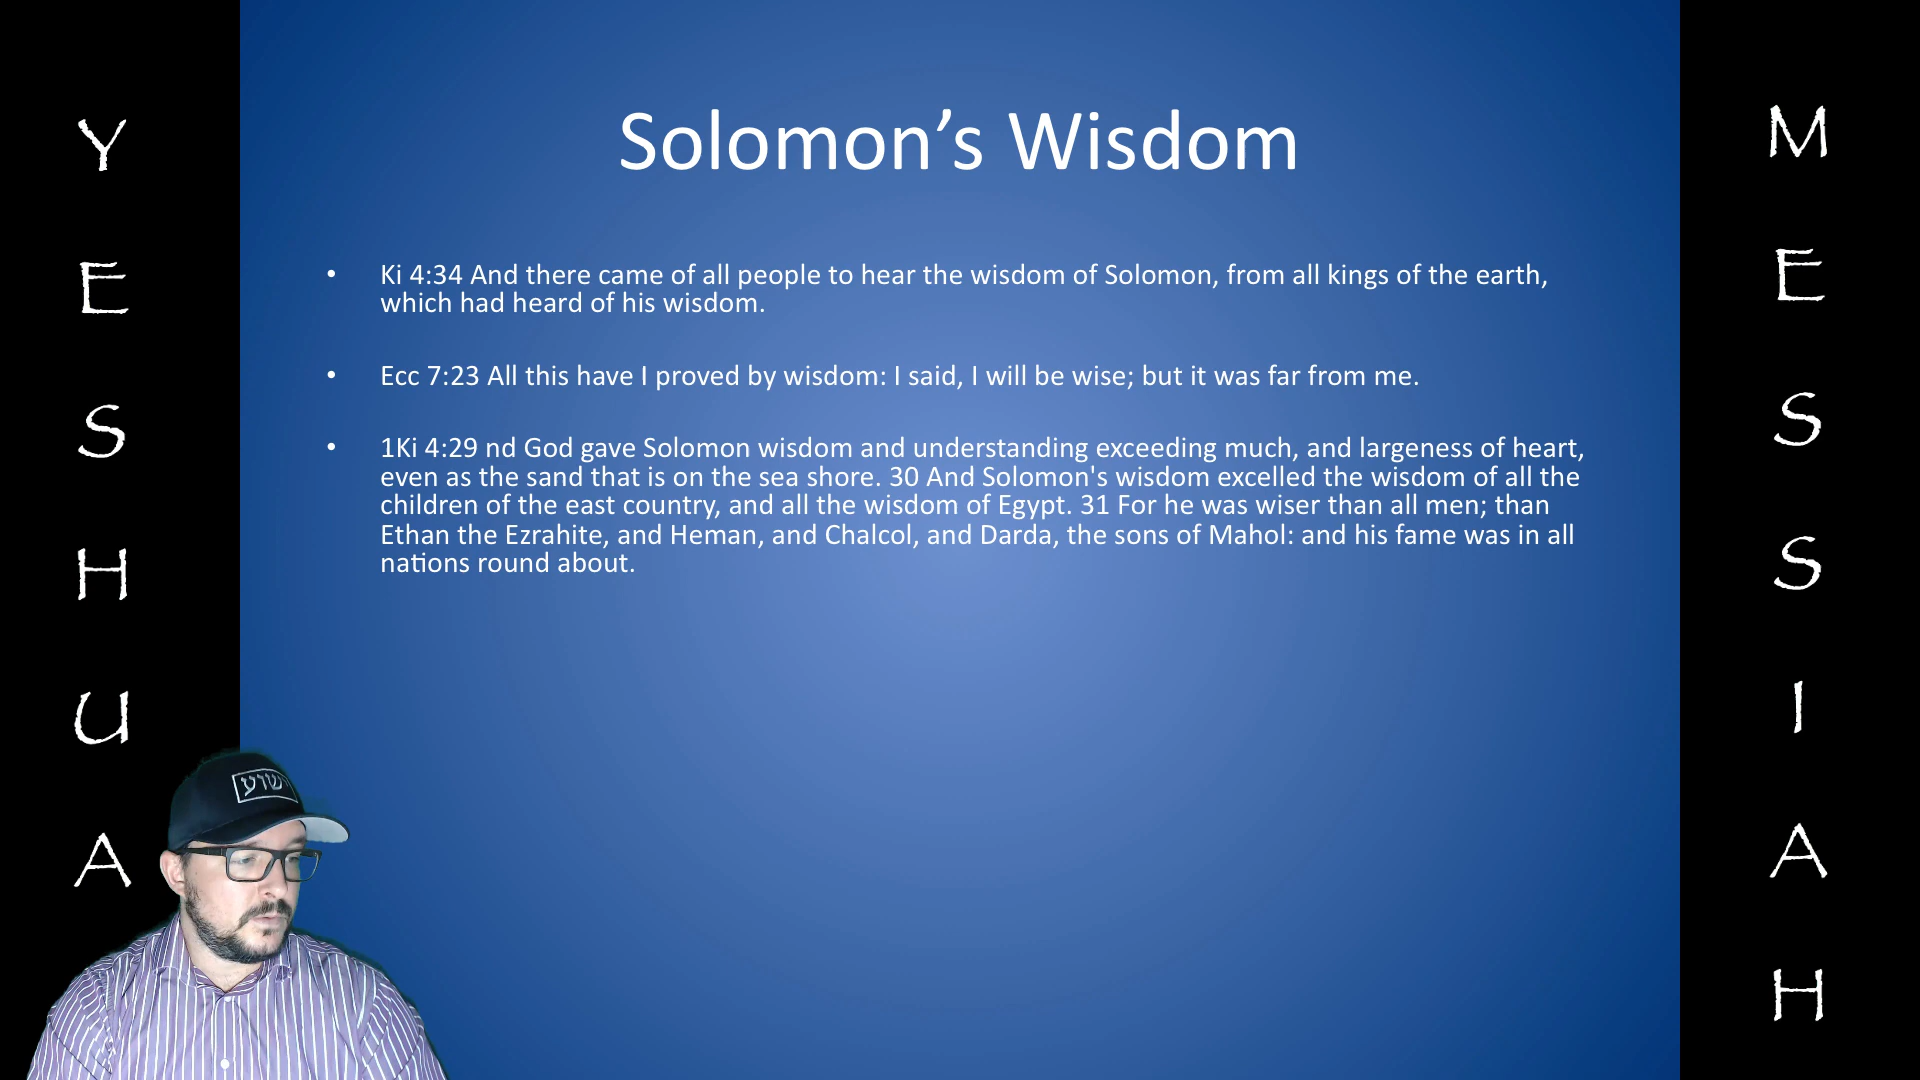 Solomon’s Wisdom
• Ki 4:34 And there came of all people to hear the wisdom of Solomon, from all kings of the earth,
which had heard of his wisdom.
• Ecc 7:23 All this have I proved by wisdom: I said, I will be wise; but it was far from me.
• 1Ki 4:29 nd God gave Solomon wisdom and understanding exceeding much, and largeness of heart,
even as the sand that is on the sea shore. 30 And Solomon's wisdom excelled the wisdom of all the
children of the east country, and all the wisdom of Egypt. 31 For he was wiser than all men; than
Ethan the Ezrahite, and Heman, and Chalcol, and Darda, the sons of Mahol: and his fame was in all
nations round about.
Y
E
S
H
U
A
M
E
S
S
I
A
H
ישוע